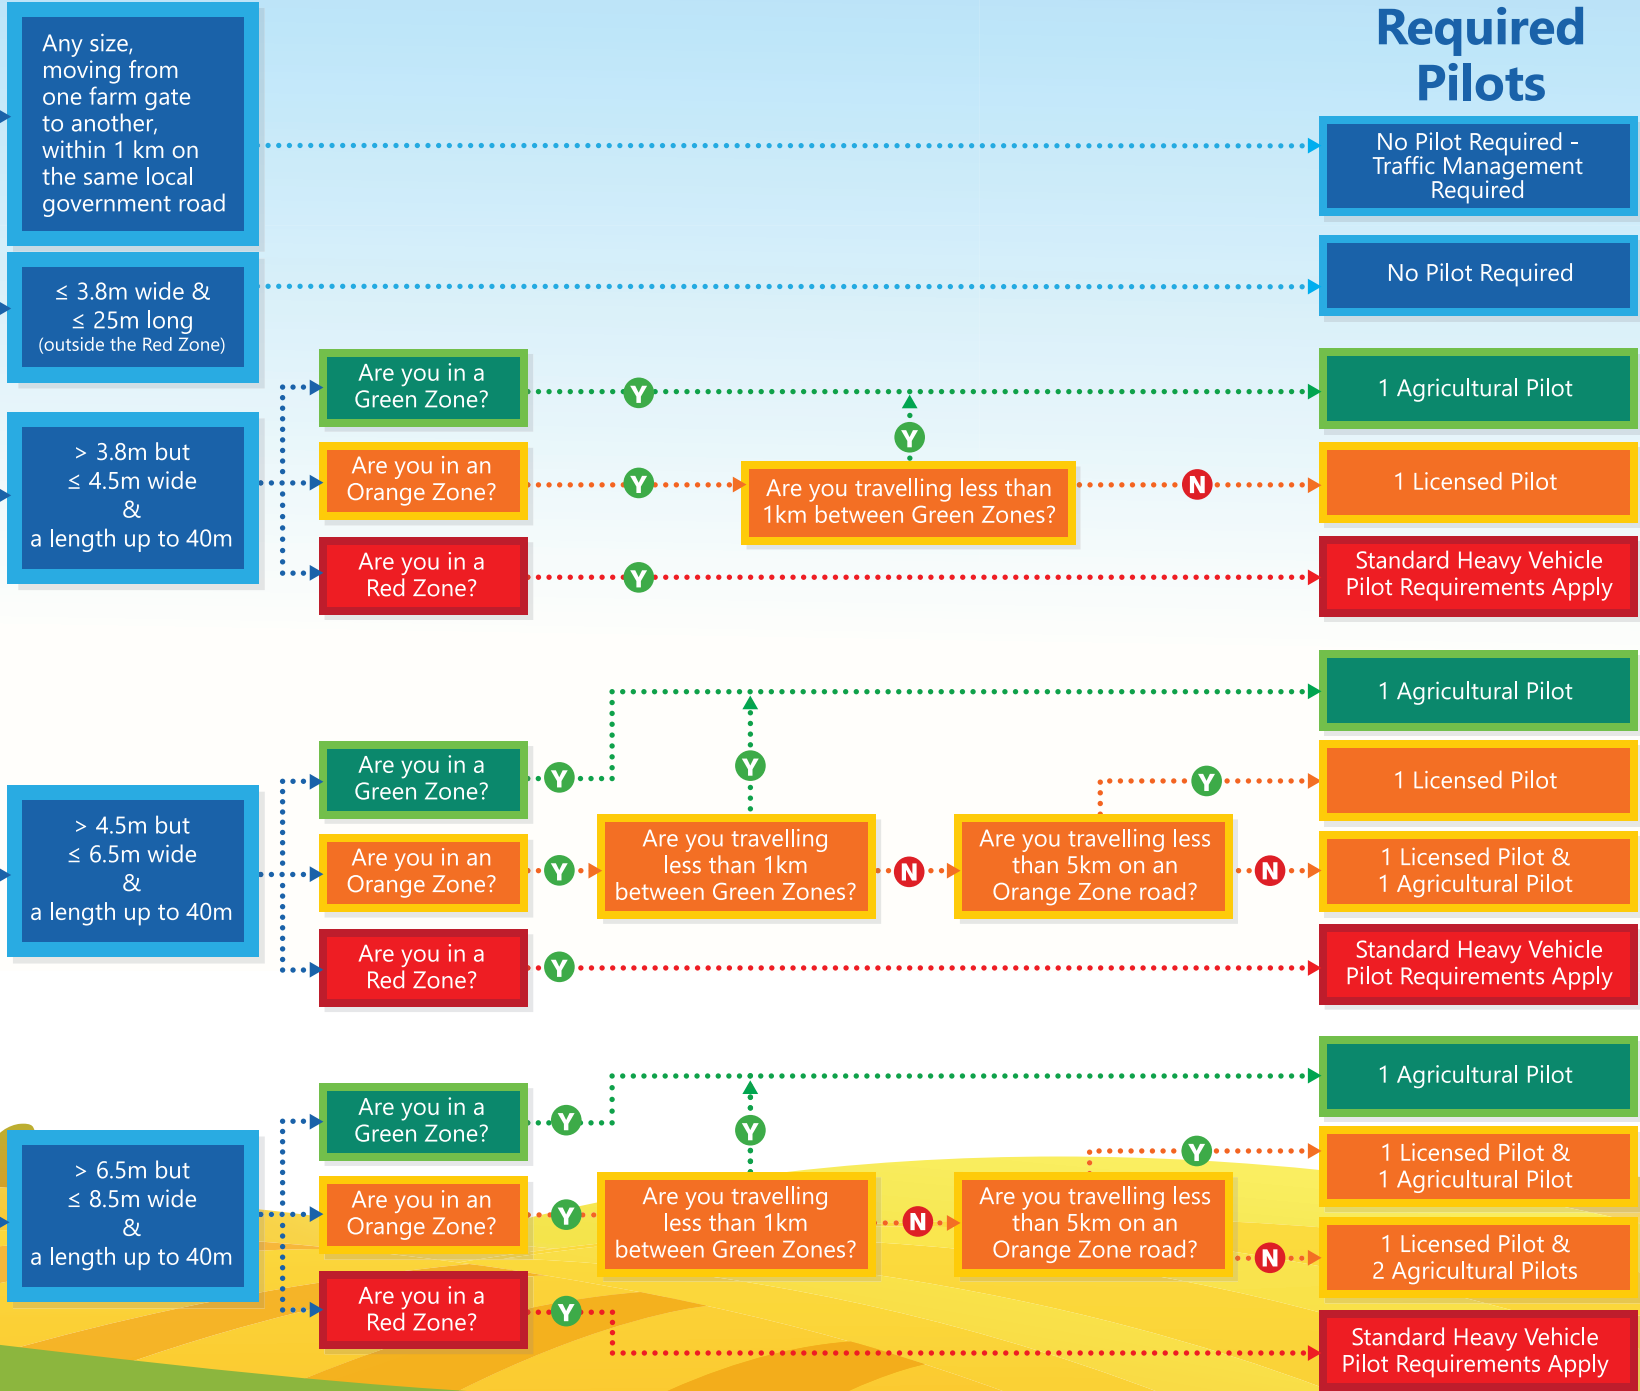 Required
Pilots
Any size,
moving from
one farm gate
to another,
within 1 km on
the same local
government road
No Pilot Required -
Traffic Management
Required
≤ 3.8m wide &
≤ 25m long
(outside the Red Zone)
No Pilot Required
> 3.8m but
≤ 4.5m wide
&
a length up to 40m
Are you in a
Green Zone?
Y
1 Agricultural Pilot
Are you in an
Orange Zone?
Y
Are you travelling less than
1km between Green Zones?
Y
N
1 Licensed Pilot
Are you in a
Red Zone?
Y
Standard Heavy Vehicle
Pilot Requirements Apply
> 4.5m but
≤ 6.5m wide
&
a length up to 40m
Are you in a
Green Zone?
Y
1 Agricultural Pilot
Are you in an
Orange Zone?
Y
Are you travelling
less than 1km
between Green Zones?
Y
N
Are you travelling less
than 5km on an
Orange Zone road?
Y
1 Licensed Pilot
N
1 Licensed Pilot &
1 Agricultural Pilot
Are you in a
Red Zone?
Y
Standard Heavy Vehicle
Pilot Requirements Apply
> 6.5m but
≤ 8.5m wide
&
a length up to 40m
Are you in a
Green Zone?
Y
1 Agricultural Pilot
Are you in an
Orange Zone?
Y
Are you travelling
less than 1km
between Green Zones?
Y
N
Are you travelling less
than 5km on an
Orange Zone road?
Y
1 Licensed Pilot &
1 Agricultural Pilot
N
1 Licensed Pilot &
2 Agricultural Pilots
Are you in a
Red Zone?
Y
Standard Heavy Vehicle
Pilot Requirements Apply